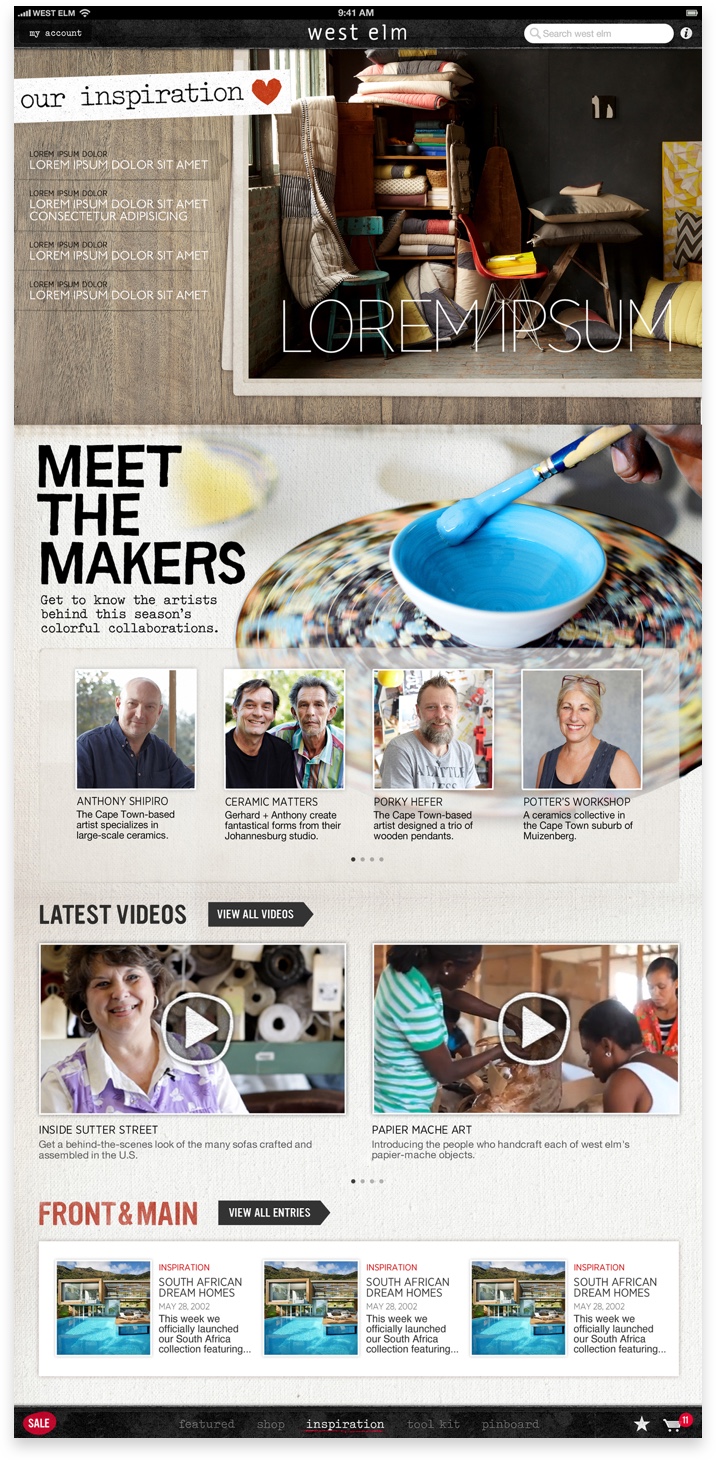 WEST ELM
9:41 AM
my account
west elm
Search west elm
i
our inspiration
LOREM IPSUM DOLOR
LOREM IPSUM DOLOR SIT AMET
LOREM IPSUM DOLOR
LOREM IPSUM DOLOR SIT AMET
CONSECTETUR ADIPISICING
LOREM IPSUM DOLOR
LOREM IPSUM DOLOR SIT AMET
LOREM IPSUM DOLOR
LOREM IPSUM DOLOR SIT AMET
LOREM IPSUM
MEET
THE
MAKERS
Get to know the artists
behind this season's
colorful collaborations.
ANTHONY SHIPIRO
The Cape Town-based
artist specializes in
large-scale ceramics.
CERAMIC MATTERS
Gerhard + Anthony create
fantastical forms from their
Johannesburg studio.
PORKY HEFER
The Cape Town-based
artist designed a trio of
wooden pendants.
POTTER'S WORKSHOP
A ceramics collective in
the Cape Town suburb of
Muizenberg.
LATEST VIDEOS
VIEW ALL VIDEOS
INSIDE SUTTER STREET
Get a behind-the-scenes look of the many sofas crafted and
assembled in the U.S.
PAPIER MACHE ART
Introducing the people who handcraft each of west elm's
papier-mache objects.
FRONT & MAIN
VIEW ALL ENTRIES
INSPIRATION
SOUTH AFRICAN
DREAM HOMES
MAY 28, 2002
This week we
officially launched
our South Africa
collection featuring...
INSPIRATION
SOUTH AFRICAN
DREAM HOMES
MAY 28, 2002
This week we
officially launched
our South Africa
collection featuring...
INSPIRATION
SOUTH AFRICAN
DREAM HOMES
MAY 28, 2002
This week we
officially launched
our South Africa
collection featuring...
SALE
featured
shop
inspiration
tool kit
pinboard
11